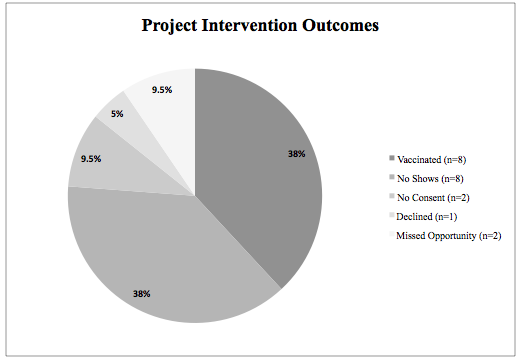 Project Intervention Outcomes
9.5%
5%
38%
9.5%
38%
Vaccinated (n=8)
No Shows (n=8)
No Consent (n=2)
Declined (n=1)
Missed Opportunity (n=2)